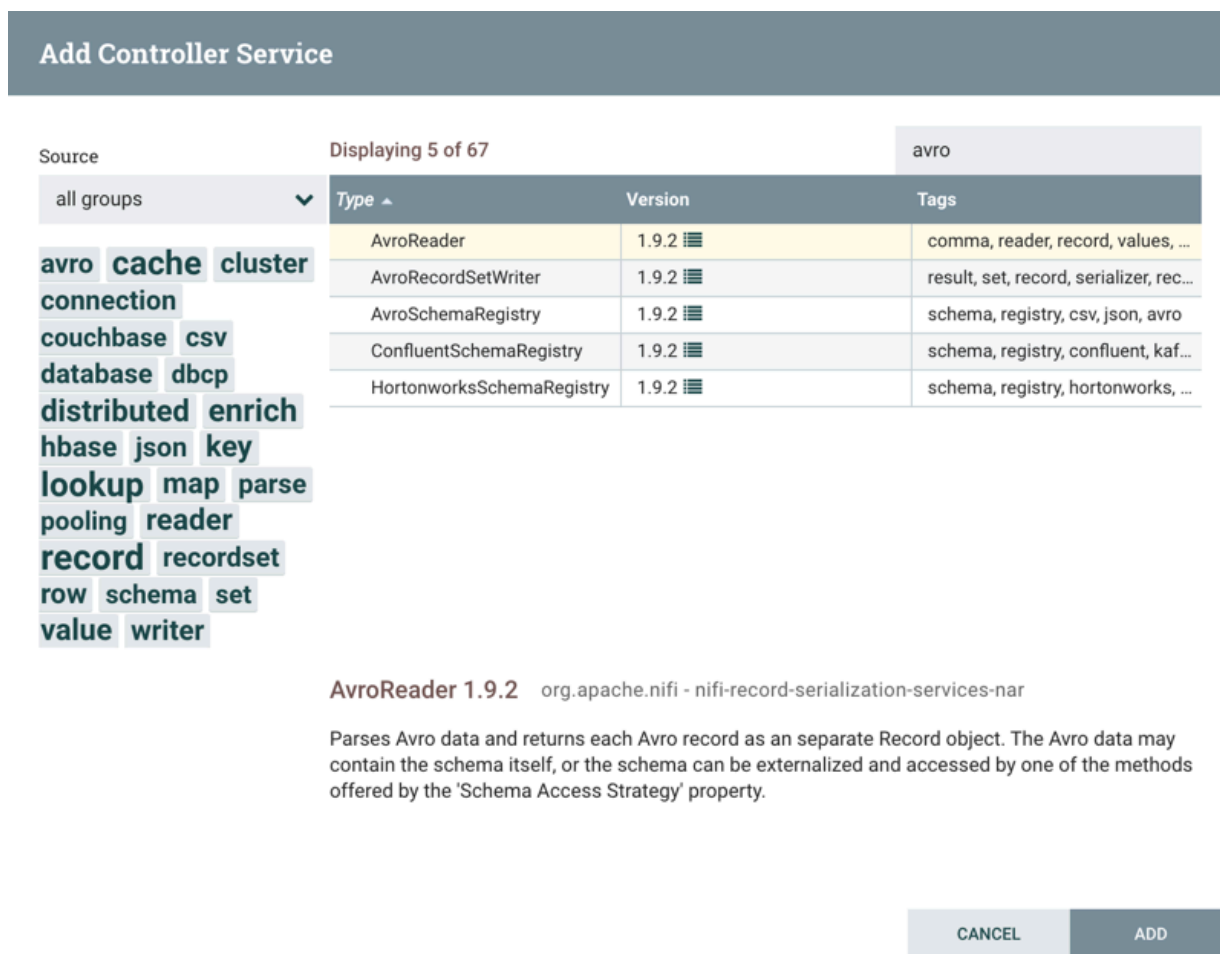 Add Controller Service
Source
all groups
avro cache cluster
connection
couchbase csv
database dbcp
distributed enrich
hbase json key
lookup map parse
pooling reader
record recordset
row schema set
value writer
Displaying 5 of 67
avro
Type Version Tags
AvroReader 1.9.2 comma, reader, record, values, ...
AvroRecordSetWriter 1.9.2 result, set, record, serializer, rec...
AvroSchemaRegistry 1.9.2 schema, registry, csv, json, avro
ConfluentSchemaRegistry 1.9.2 schema, registry, confluent, kaf...
HortonworksSchemaRegistry 1.9.2 schema, registry, hortonworks, ...
AvroReader 1.9.2 org.apache.nifi - nifi-record-serialization-services-nar
Parses Avro data and returns each Avro record as an separate Record object. The Avro data may
contain the schema itself, or the schema can be externalized and accessed by one of the methods
offered by the 'Schema Access Strategy' property.
CANCEL ADD